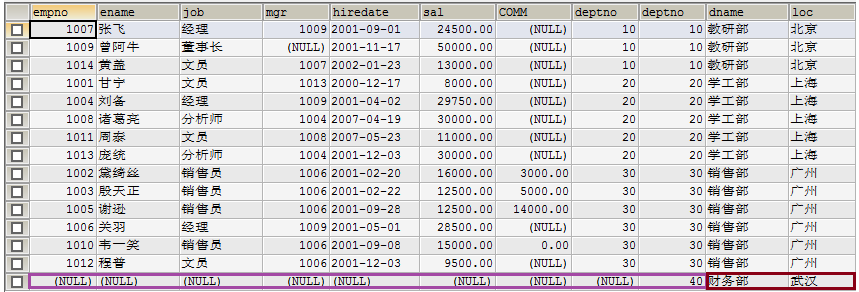 empno ename job mgr hiredate sal COMM deptno deptno dname loc
1007 张飞 经理 1009 2001-09-01 24500.00 (NULL) 10 10 教研部 北京
1009 曾阿牛 董事长 (NULL) 2001-11-17 50000.00 (NULL) 10 10 教研部 北京
1014 黄盖 文员 1007 2002-01-23 13000.00 (NULL) 10 10 教研部 北京
1001 甘宁 文员 1013 2000-12-17 8000.00 (NULL) 20 20 学工部 上海
1004 刘备 经理 1009 2001-04-02 29750.00 (NULL) 20 20 学工部 上海
1008 诸葛亮 分析师 1004 2007-04-19 30000.00 (NULL) 20 20 学工部 上海
1011 周泰 文员 1008 2007-05-23 11000.00 (NULL) 20 20 学工部 上海
1013 庞统 分析师 1004 2001-12-03 30000.00 (NULL) 20 20 学工部 上海
1002 黛绮丝 销售员 1006 2001-02-20 16000.00 3000.00 30 30 销售部 广州
1003 殷天正 销售员 1006 2001-02-22 12500.00 5000.00 30 30 销售部 广州
1005 谢逊 销售员 1006 2001-09-28 12500.00 14000.00 30 30 销售部 广州
1006 关羽 经理 1009 2001-05-01 28500.00 (NULL) 30 30 销售部 广州
1010 韦一笑 销售员 1006 2001-09-08 15000.00 0.00 30 30 销售部 广州
1012 程普 文员 1006 2001-12-03 9500.00 (NULL) 30 30 销售部 广州
(NULL) (NULL) (NULL) (NULL) (NULL) (NULL) (NULL) (NULL) 40 财务部 武汉